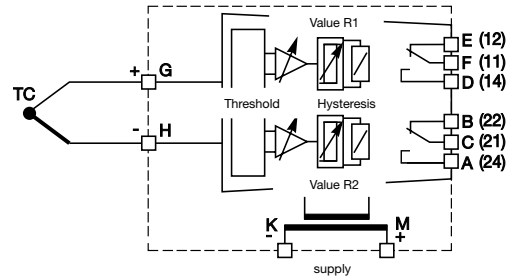 Value R1
E (12)
+ G
F (11)
TC
D (14)
Threshold Hysteresis
B (22)
- H
C (21)
A (24)
Value R2
K M
- +
supply